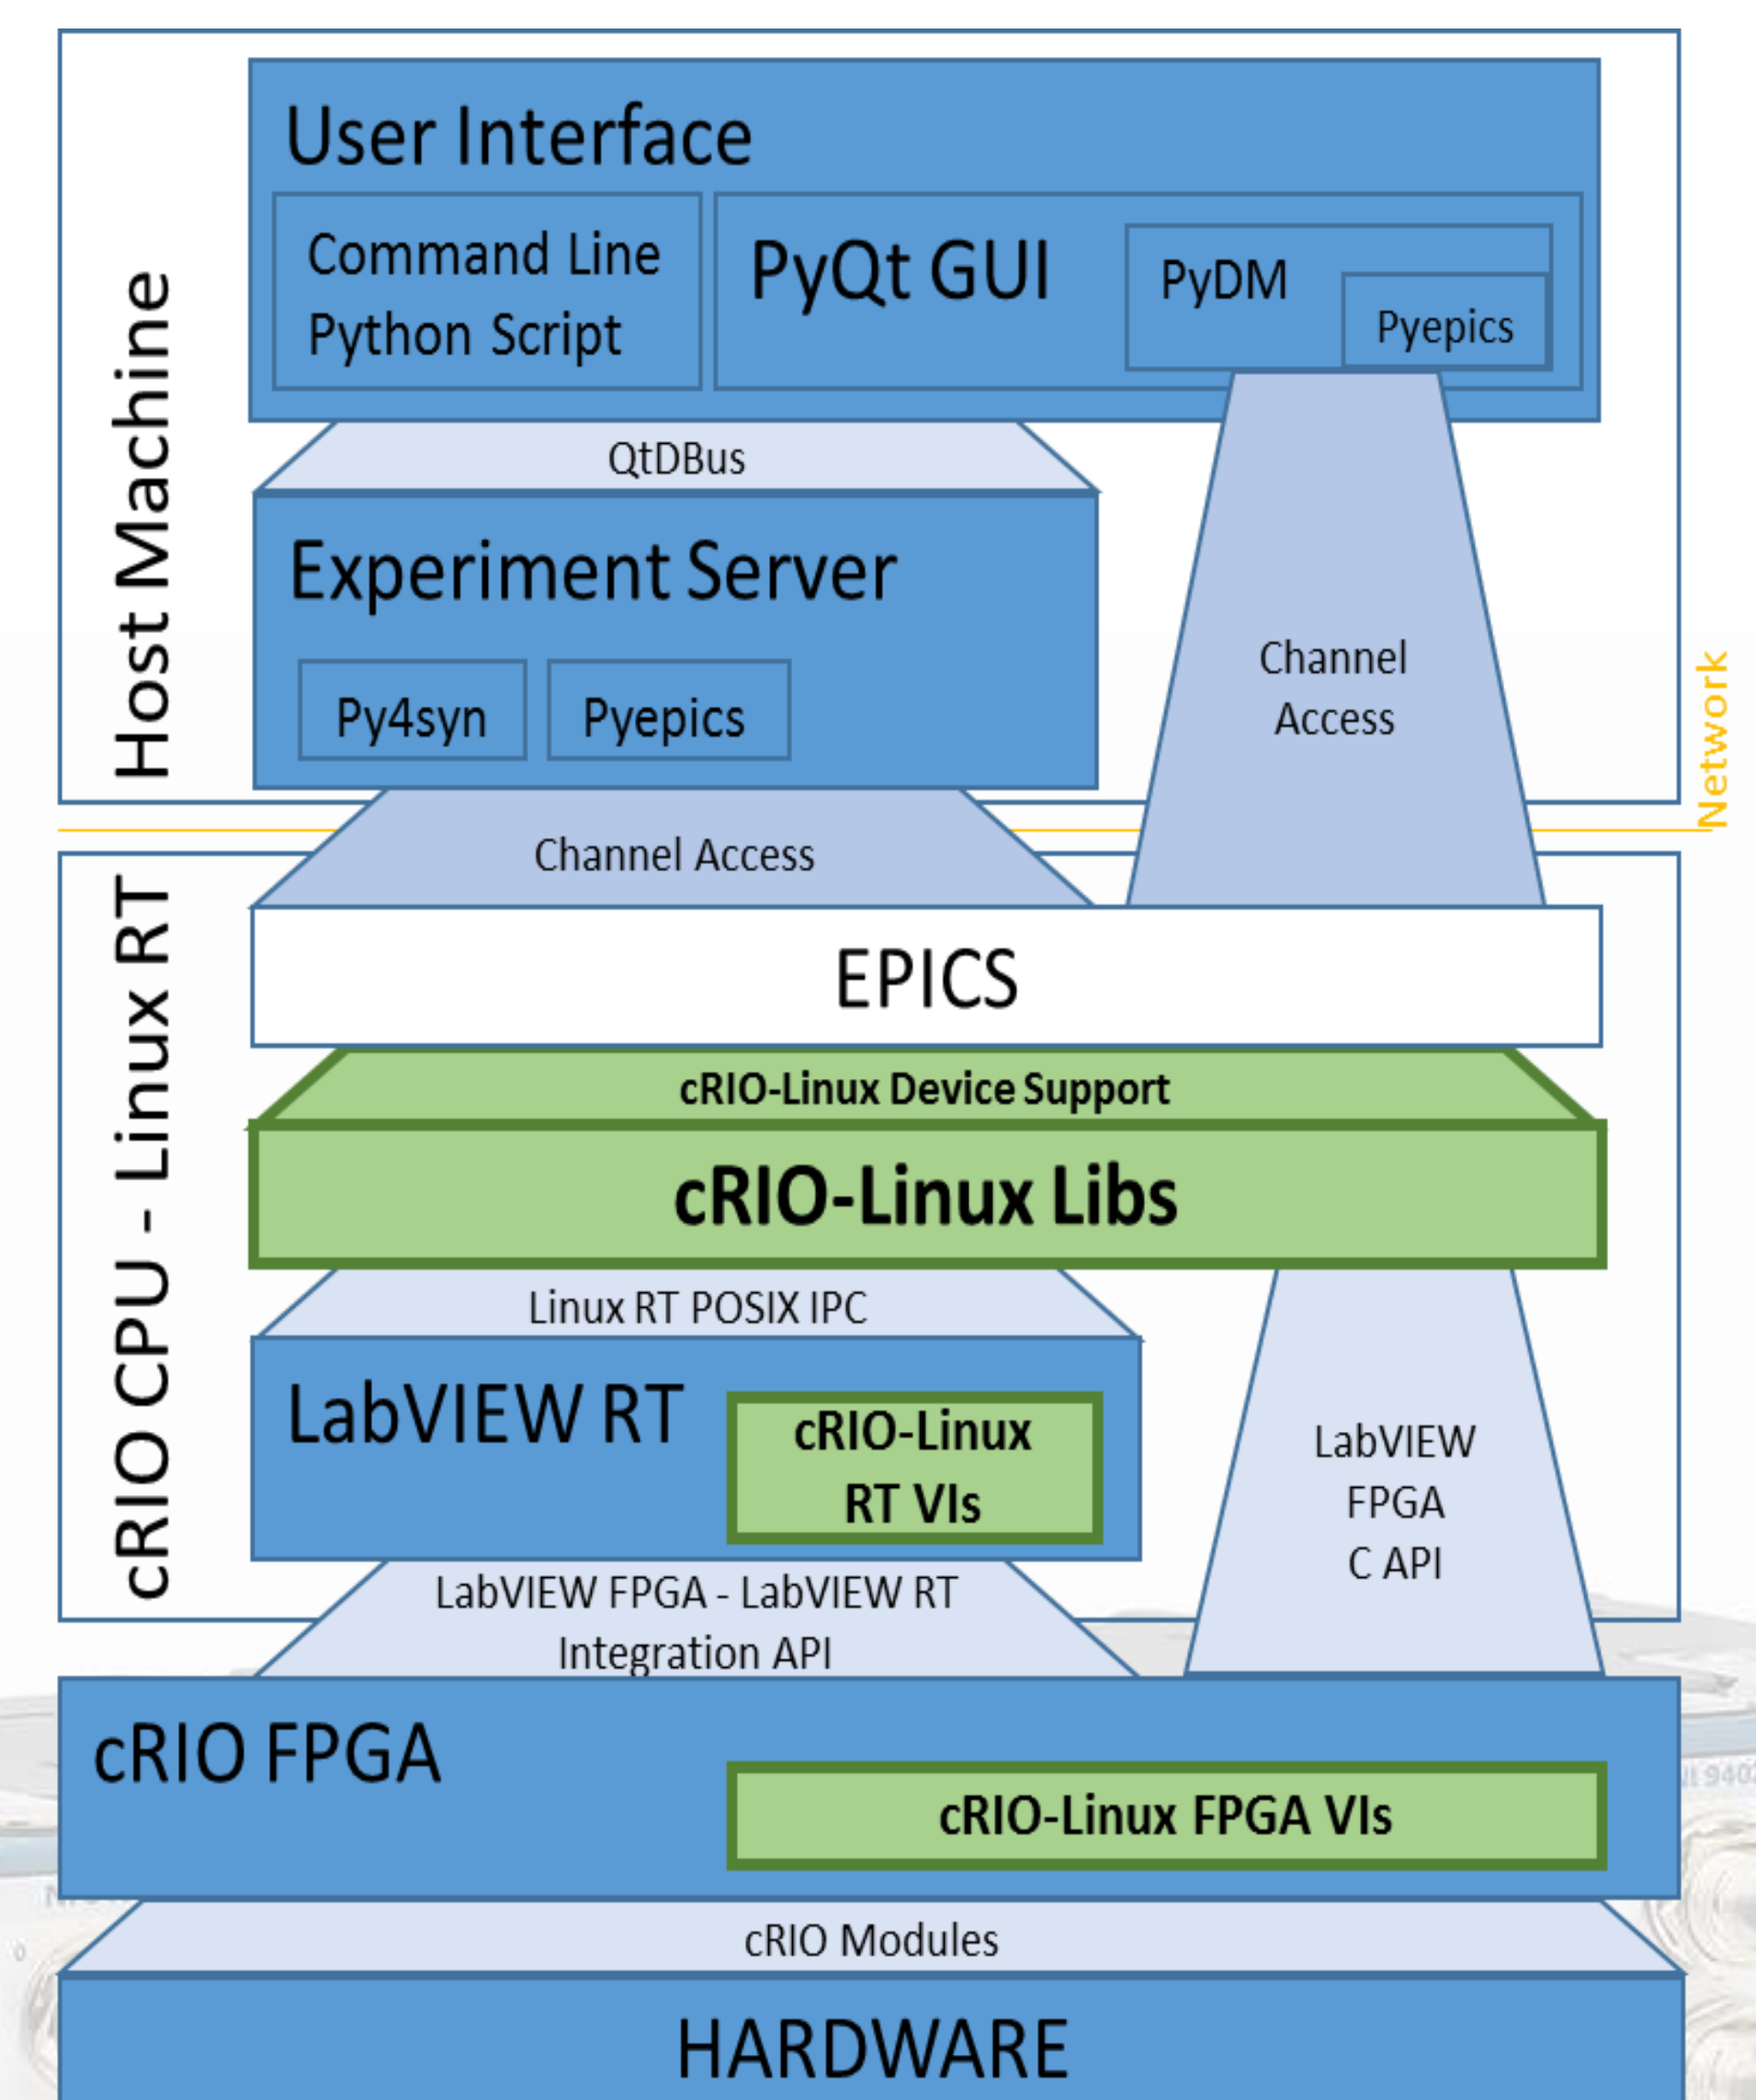 Host Machine
User Interface
Command Line
Python Script
PyQt GUI
PyDM
Pyepics
QtDBus
Experiment Server
Py4syn
Pyepics
Channel
Access
Network
Channel Access
cRIO CPU - Linux RT
EPICS
cRIO-Linux Device Support
cRIO-Linux Libs
Linux RT POSIX IPC
LabVIEW RT
cRIO-Linux
RT VIs
LabVIEW
FPGA
C API
LabVIEW FPGA - LabVIEW RT
Integration API
cRIO FPGA
cRIO-Linux FPGA VIs
cRIO Modules
HARDWARE